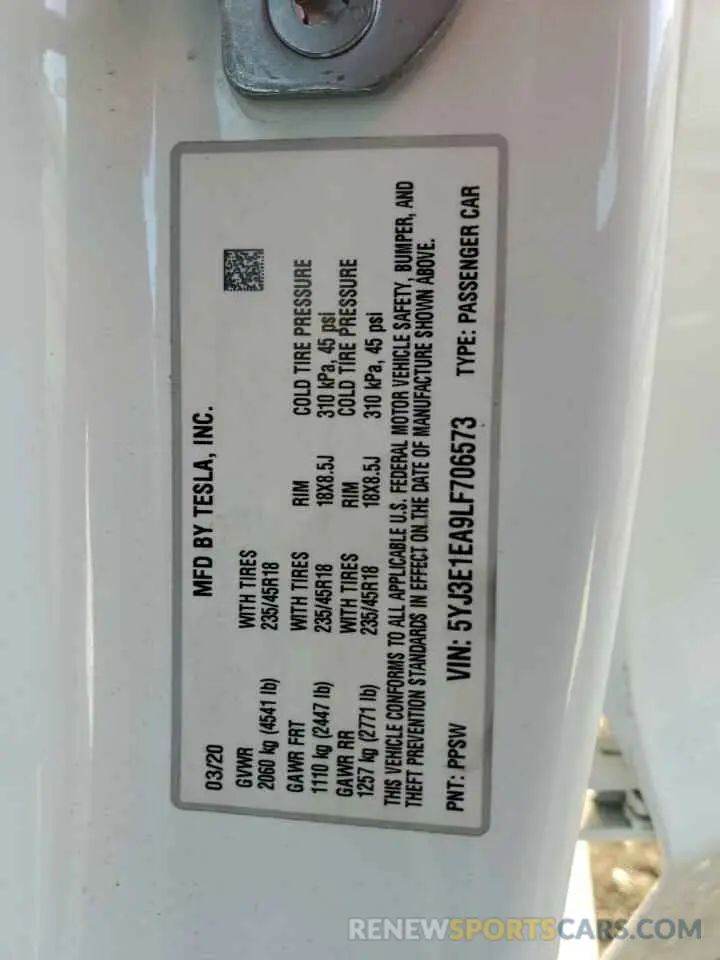 03/20 MFD BY TESLA, INC.
GVWR WITH TIRES
2060 kg (4541 lb) 235/45R18
GAWR FRT WITH TIRES RIM COLD TIRE PRESSURE
1110 kg (2447 lb) 235/45R18 18X8.5J 310 kPa, 45 psi
GAWR RR WITH TIRES RIM COLD TIRE PRESSURE
1257 kg (2771 lb) 235/45R18 18X8.5J 310 kPa, 45 psi
THIS VEHICLE CONFORMS TO ALL APPLICABLE U.S. FEDERAL MOTOR VEHICLE SAFETY, BUMPER, AND
THEFT PREVENTION STANDARDS IN EFFECT ON THE DATE OF MANUFACTURE SHOWN ABOVE.
PNT: PPSW VIN: 5YJ3E1EA9LF706573 TYPE: PASSENGER CAR
RENEWSPORTSCARS.COM